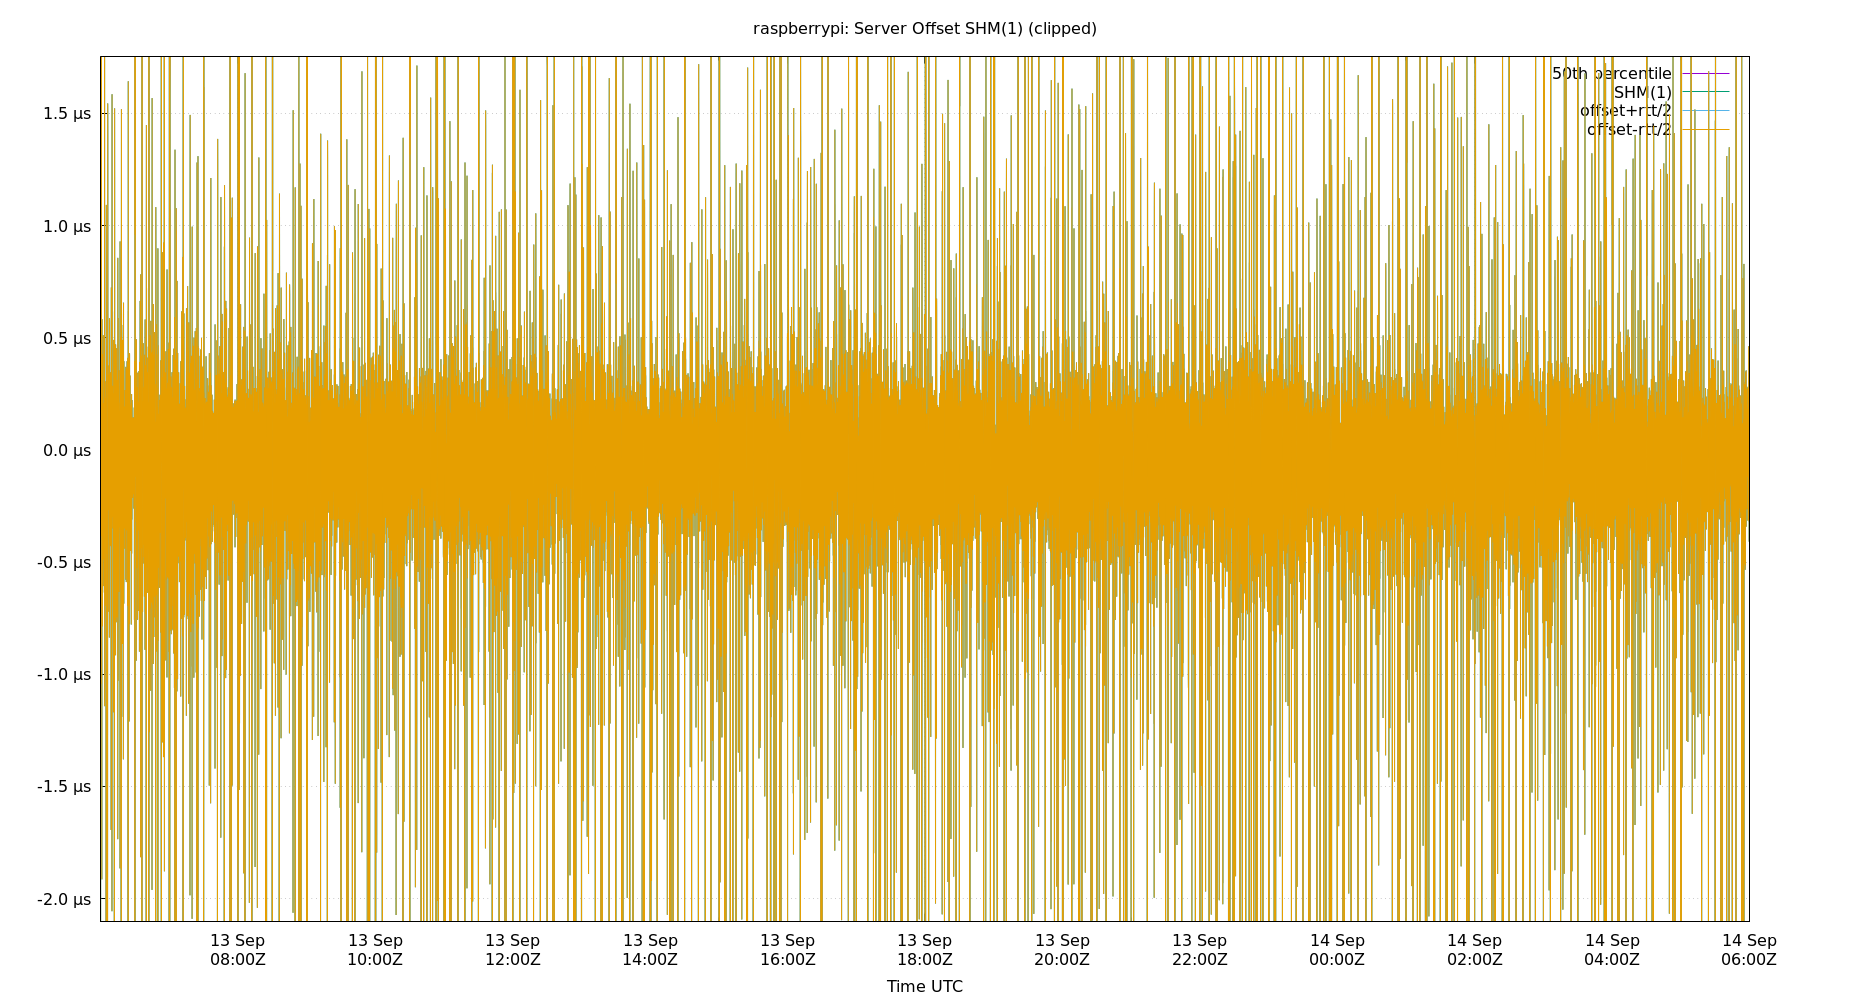 raspberrypi: Server Offset SHM(1) (clipped)
50th percentile
SHM(1)
offset+rtt/2
offset-rtt/2
1.5 µs
1.0 µs
0.5 µs
0.0 µs
-0.5 µs
-1.0 µs
-1.5 µs
-2.0 µs
13 Sep 13 Sep 13 Sep 13 Sep 13 Sep 13 Sep 13 Sep 13 Sep 14 Sep 14 Sep 14 Sep 14 Sep
08:00Z 10:00Z 12:00Z 14:00Z 16:00Z 18:00Z 20:00Z 22:00Z 00:00Z 02:00Z 04:00Z 06:00Z
Time UTC